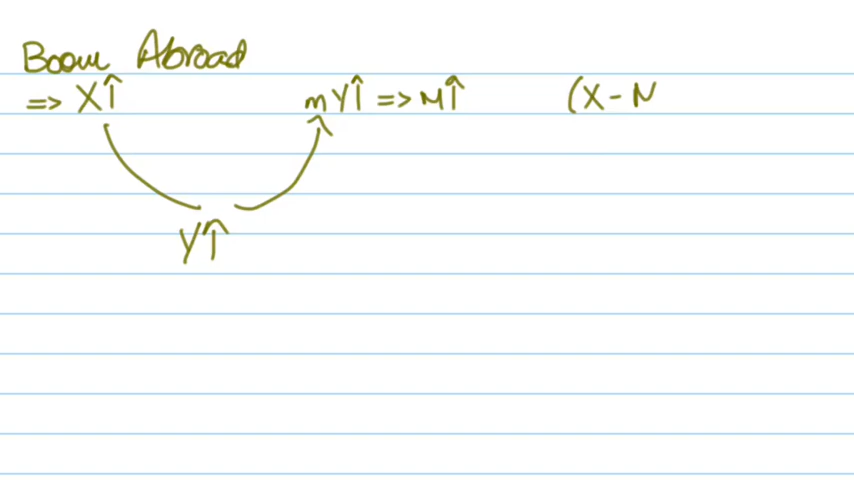 Boom Abroad
=> X↑ mY↑ => M↑ (X - N
Y↑